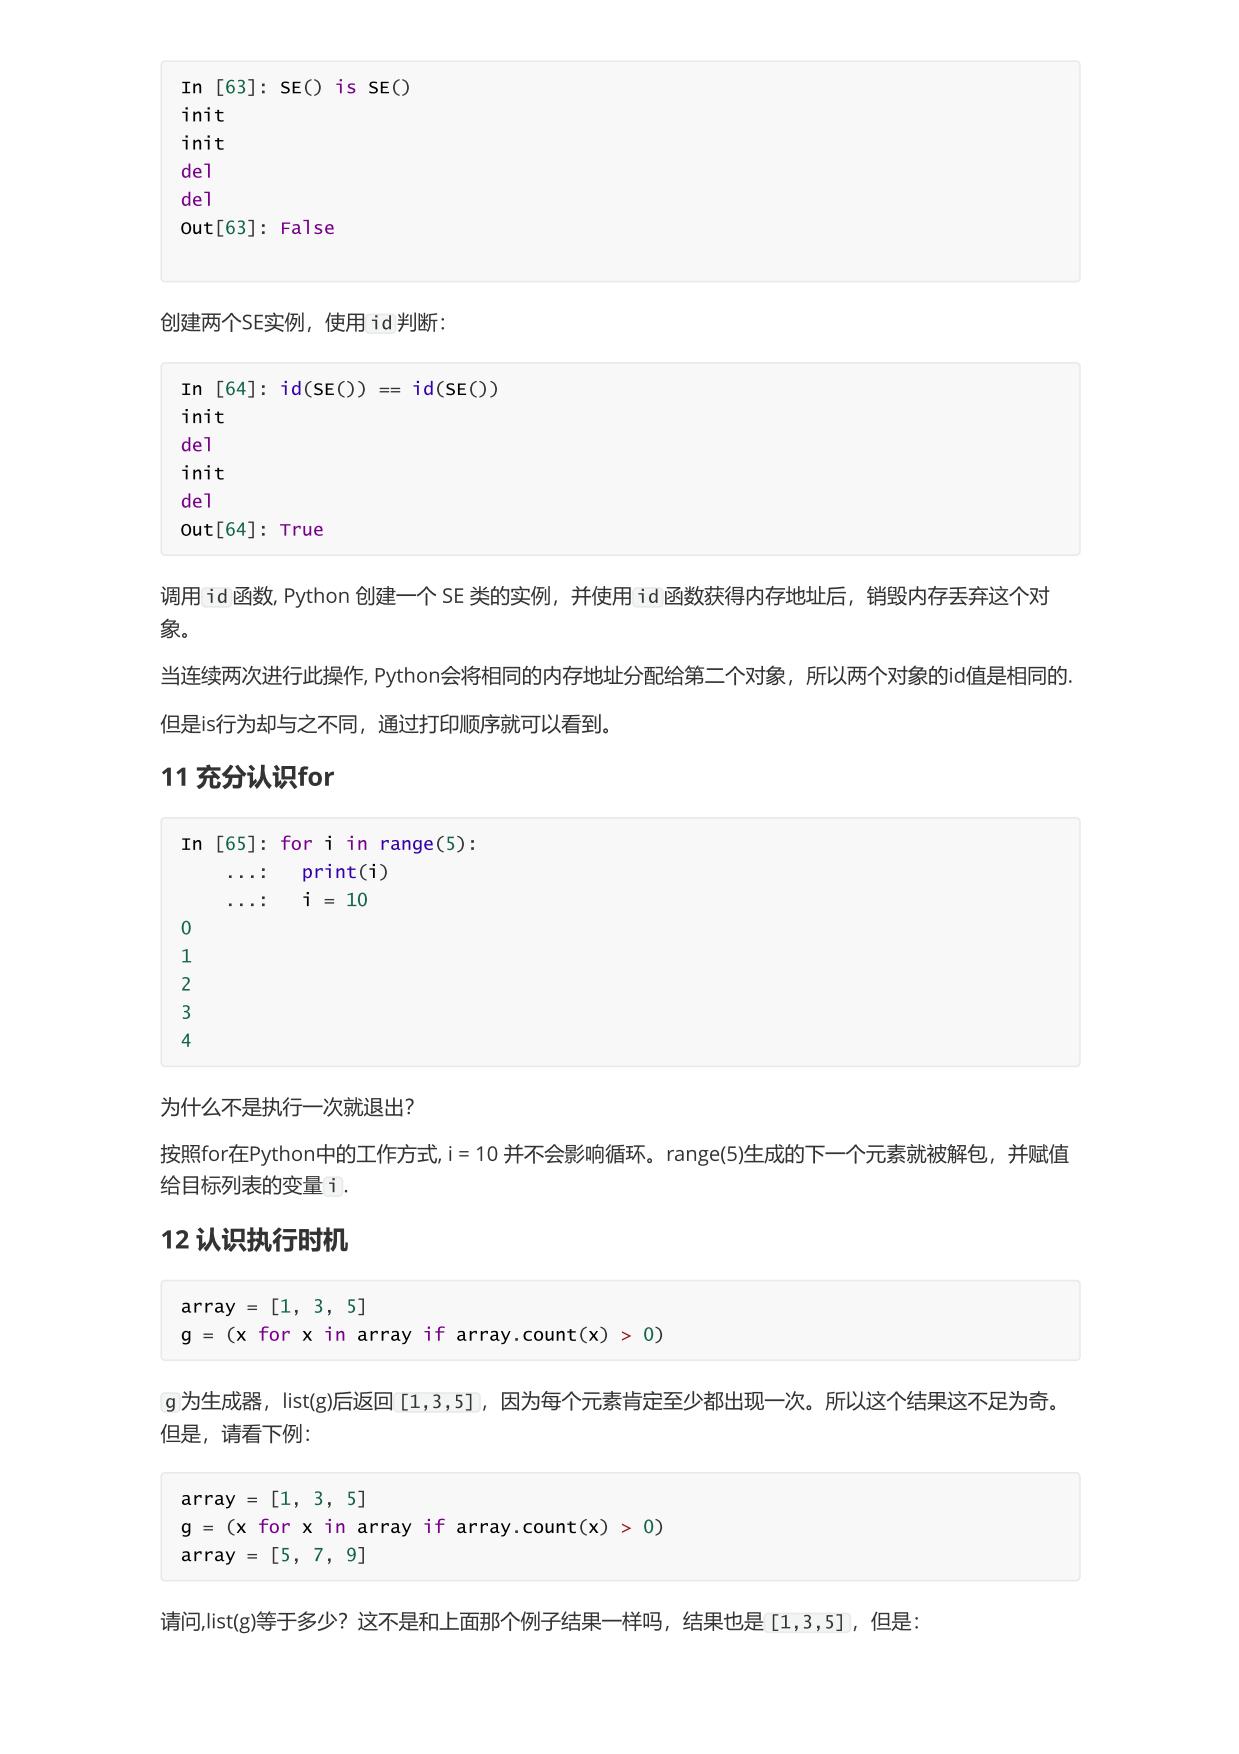 In [63]: SE() is SE()
init
init
del
del
Out[63]: False
创建两个SE实例，使用id判断：
In [64]: id(SE()) == id(SE())
init
del
init
del
Out[64]: True
调用id函数, Python 创建一个 SE 类的实例，并使用id函数获得内存地址后，销毁内存丢弃这个对
象。
当连续两次进行此操作, Python会将相同的内存地址分配给第二个对象，所以两个对象的id值是相同的.
但是is行为却与之不同，通过打印顺序就可以看到。
11 充分认识for
In [65]: for i in range(5):
    ...:   print(i)
    ...:   i = 10
0
1
2
3
4
为什么不是执行一次就退出？
按照for在Python中的工作方式, i = 10 并不会影响循环。range(5)生成的下一个元素就被解包，并赋值
给目标列表的变量i.
12 认识执行时机
array = [1, 3, 5]
g = (x for x in array if array.count(x) > 0)
g为生成器，list(g)后返回[1,3,5]，因为每个元素肯定至少都出现一次。所以这个结果这不足为奇。
但是，请看下例：
array = [1, 3, 5]
g = (x for x in array if array.count(x) > 0)
array = [5, 7, 9]
请问,list(g)等于多少？这不是和上面那个例子结果一样吗，结果也是[1,3,5]，但是：